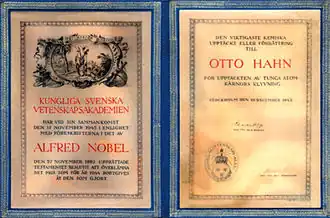 KUNGLIGA SVENSKA
VETENSKAPSAKADEMIEN
HAR VID SIN SAMMANKOMST
DEN 15 NOVEMBER 1945 I ENLIGHET
MED FÖRESKRIFTERNA I DET AV
ALFRED NOBEL
DEN 27 NOVEMBER 1895 UPPRÄTTADE
TESTAMENTET BESLUTIT ATT ÖVERLÄMNA
DET PRIS SOM FÖR ÅR 1944 BORTGIVES
ÅT DEN SOM GJORT
DEN VIKTIGASTE KEMISKA
UPPTÄCKT ELLER FÖRBÄTTRING
TILL
OTTO HAHN
FÖR UPPTÄCKTEN AV TUNGA ATOM
KÄRNORS KLYVNING
STOCKHOLM DEN 10 DECEMBER 1945